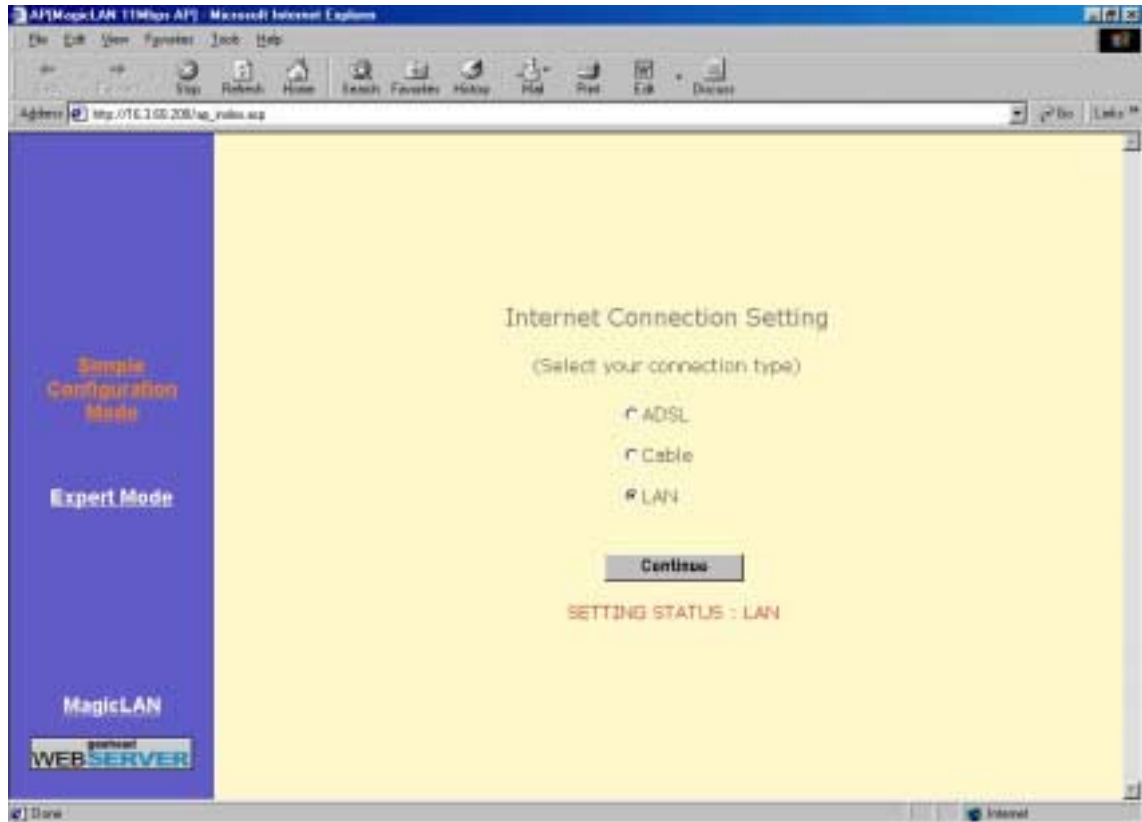 AP[MagicLAN 11Mbps AP] - Microsoft Internet Explorer
File Edit View Favorites Tools Help
Stop Refresh Home Search Favorites History Mail Print Edit Discuss
Address Go Links
Internet Connection Setting
(Select your connection type)
ADSL
Cable
LAN
Continue
SETTING STATUS : LAN
Simple
Configuration
Mode
Expert Mode
MagicLAN
goahead
WEBSERVER
Done Internet